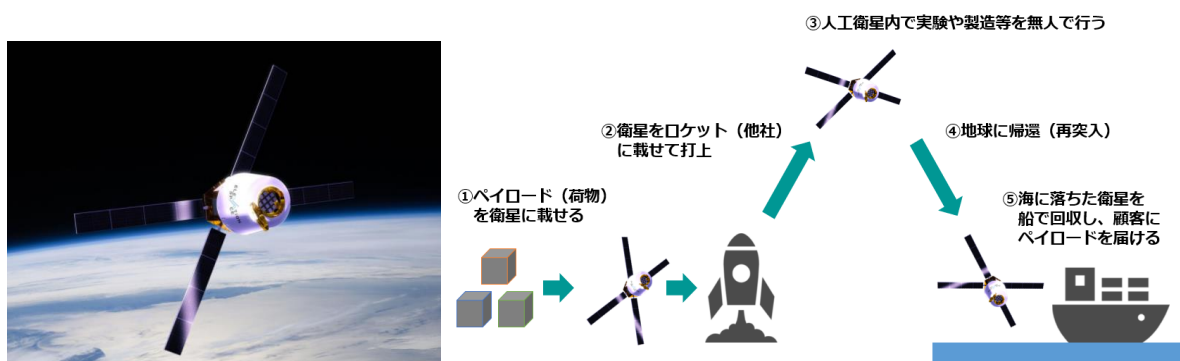 ①ペイロード（荷物）
を衛星に載せる
②衛星をロケット（他社）
に載せて打上
③人工衛星内で実験や製造等を無人で行う
④地球に帰還（再突入）
⑤海に落ちた衛星を
船で回収し、顧客に
ペイロードを届ける